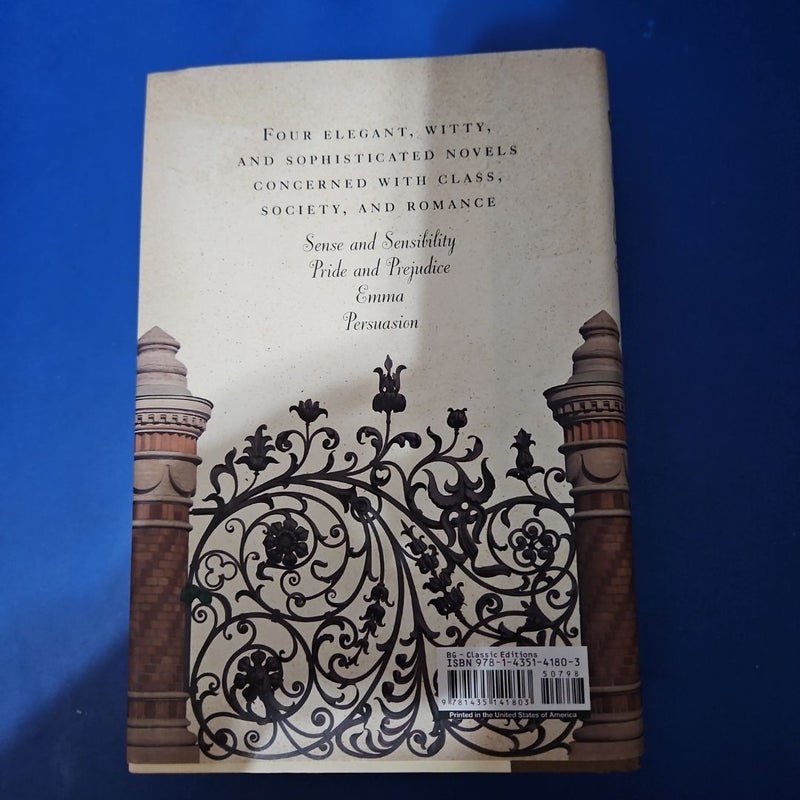 FOUR ELEGANT, WITTY,
AND SOPHISTICATED NOVELS
CONCERNED WITH CLASS,
SOCIETY, AND ROMANCE
Sense and Sensibility
Pride and Prejudice
Emma
Persuasion
BG – Classic Editions
ISBN 978-1-4351-4180-3
50798
9 781435 141803
Printed in the United States of America